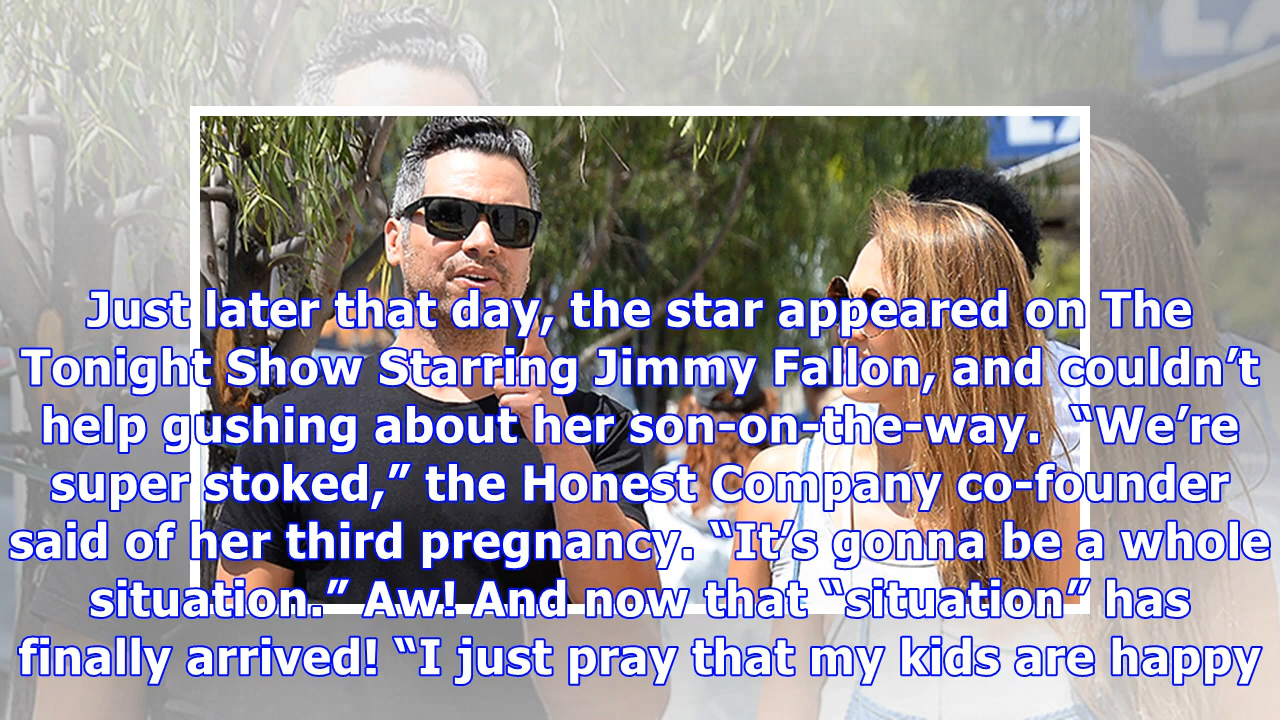 Just later that day, the star appeared on The
Tonight Show Starring Jimmy Fallon, and couldn’t
help gushing about her son-on-the-way.  “We’re
super stoked,” the Honest Company co-founder
said of her third pregnancy. “It’s gonna be a whole
situation.” Aw! And now that “situation” has
finally arrived! “I just pray that my kids are happy